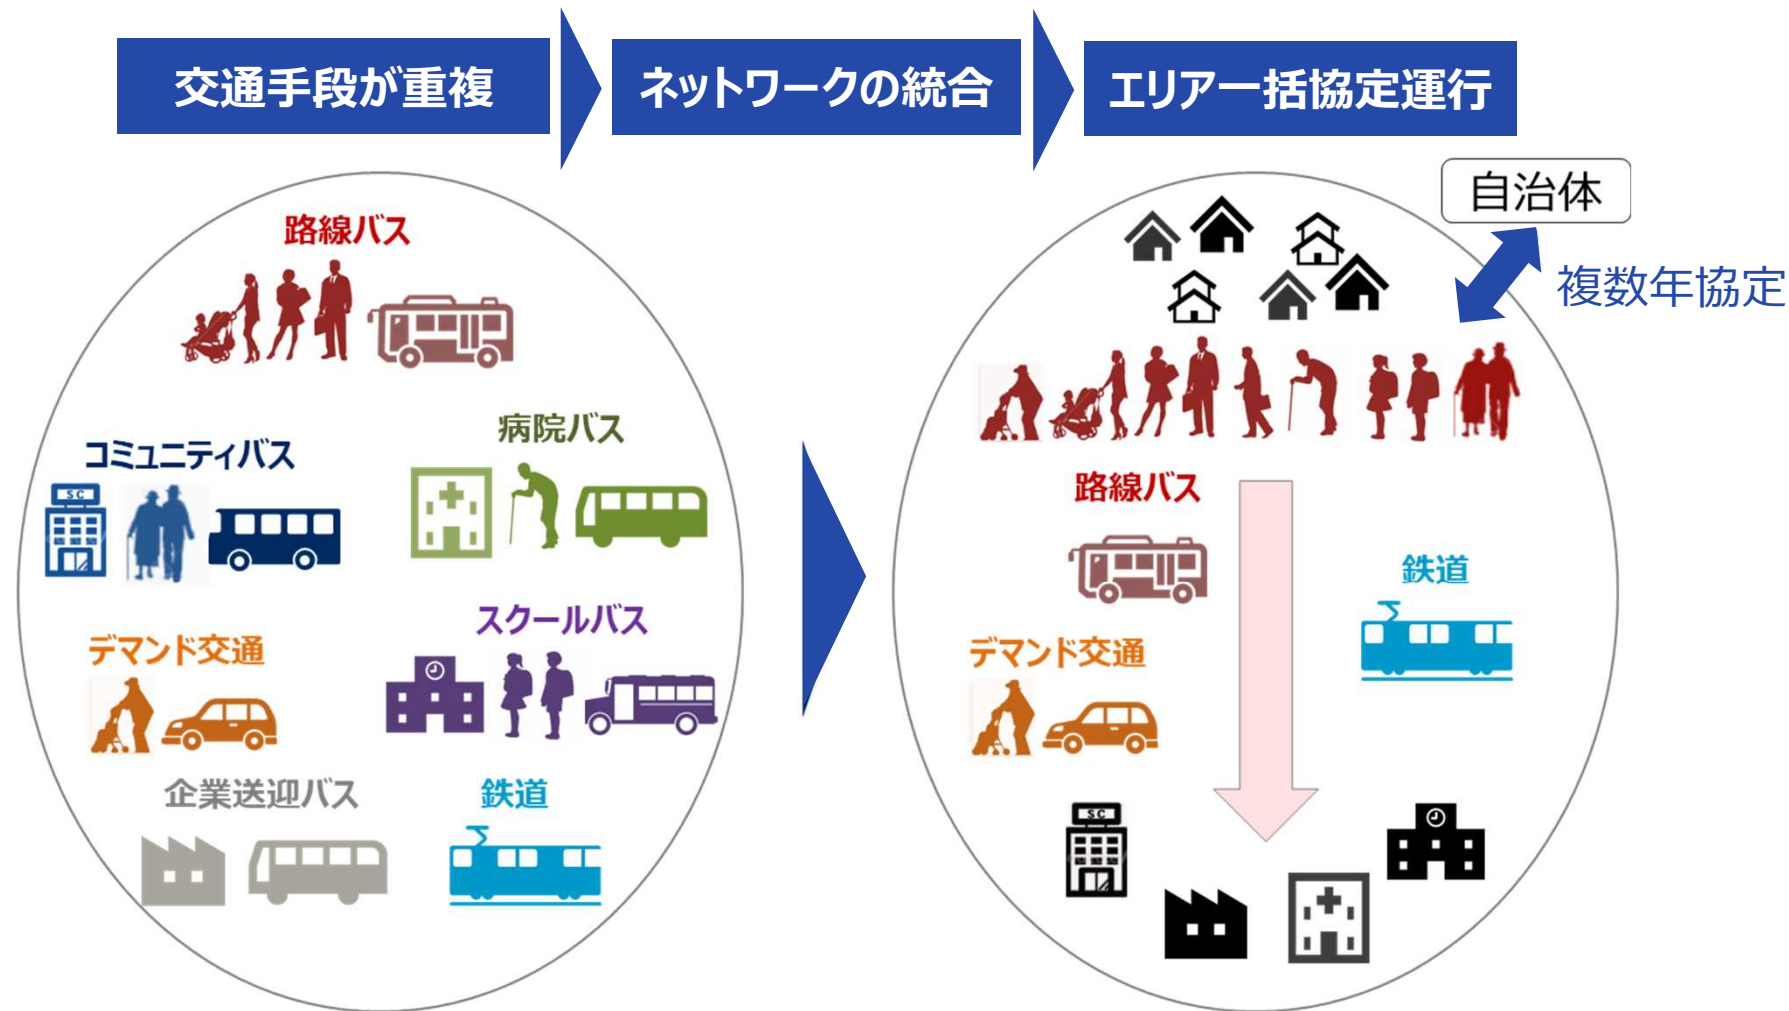 交通手段が重複
ネットワークの統合
エリア一括協定運行
路線バス
コミュニティバス
SC
病院バス
デマンド交通
スクールバス
企業送迎バス
鉄道
自治体
複数年協定
路線バス
鉄道
デマンド交通
SC